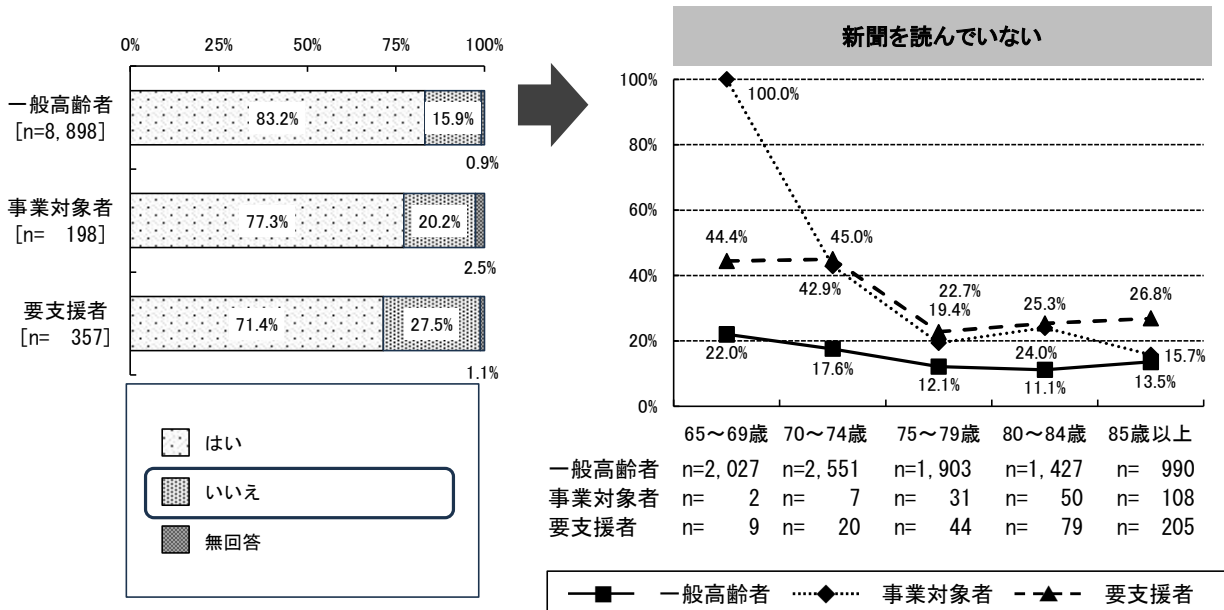 0% 25% 50% 75% 100%
一般高齢者
[n=8,898]
83.2% 15.9%
0.9%
事業対象者
[n= 198]
77.3% 20.2%
2.5%
要支援者
[n= 357]
71.4% 27.5%
1.1%
はい
いいえ
無回答
新聞を読んでいない
100%
80%
60%
40%
20%
0%
100.0%
44.4% 45.0%
42.9%
22.7%
19.4%
25.3%
26.8%
24.0%
15.7%
22.0% 17.6% 12.1% 11.1% 13.5%
65～69歳 70～74歳 75～79歳 80～84歳 85歳以上
一般高齢者 n=2,027 n=2,551 n=1,903 n=1,427 n= 990
事業対象者 n= 2 n= 7 n= 31 n= 50 n= 108
要支援者 n= 9 n= 20 n= 44 n= 79 n= 205
一般高齢者 事業対象者 要支援者